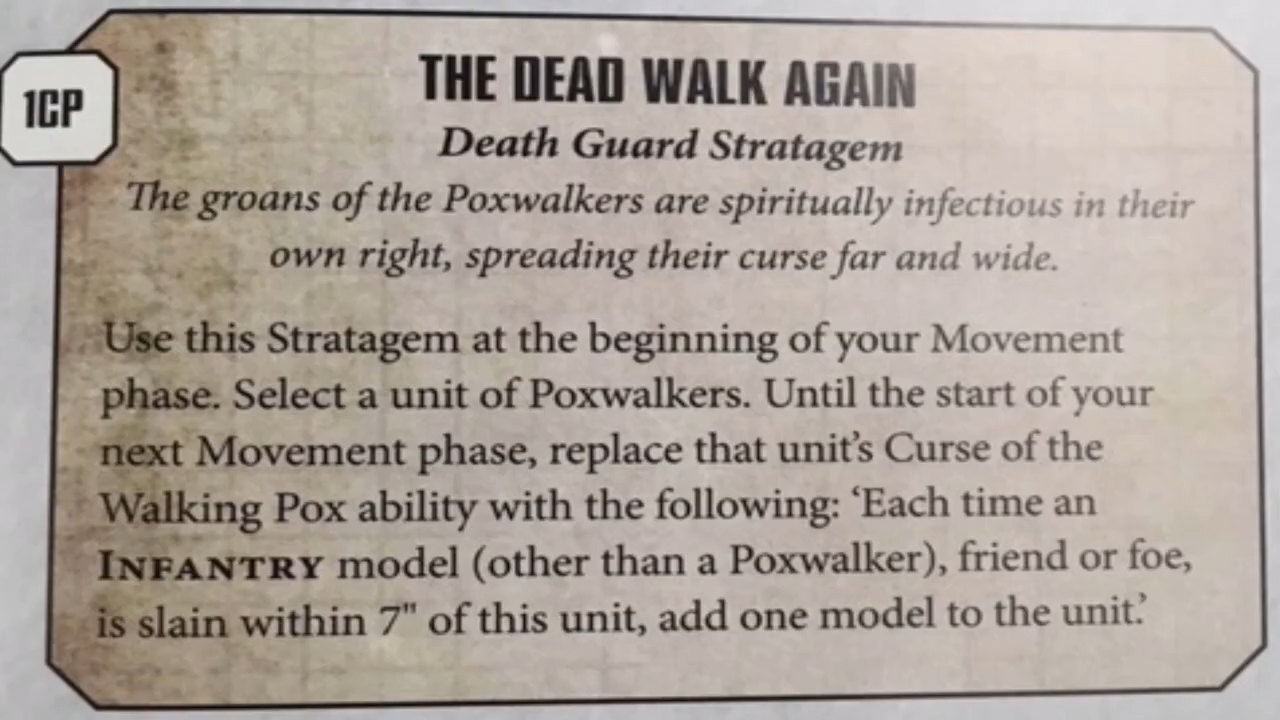 1CP
THE DEAD WALK AGAIN
Death Guard Stratagem
The groans of the Poxwalkers are spiritually infectious in their
own right, spreading their curse far and wide.
Use this Stratagem at the beginning of your Movement
phase. Select a unit of Poxwalkers. Until the start of your
next Movement phase, replace that unit’s Curse of the
Walking Pox ability with the following: ‘Each time an
INFANTRY model (other than a Poxwalker), friend or foe,
is slain within 7" of this unit, add one model to the unit.’